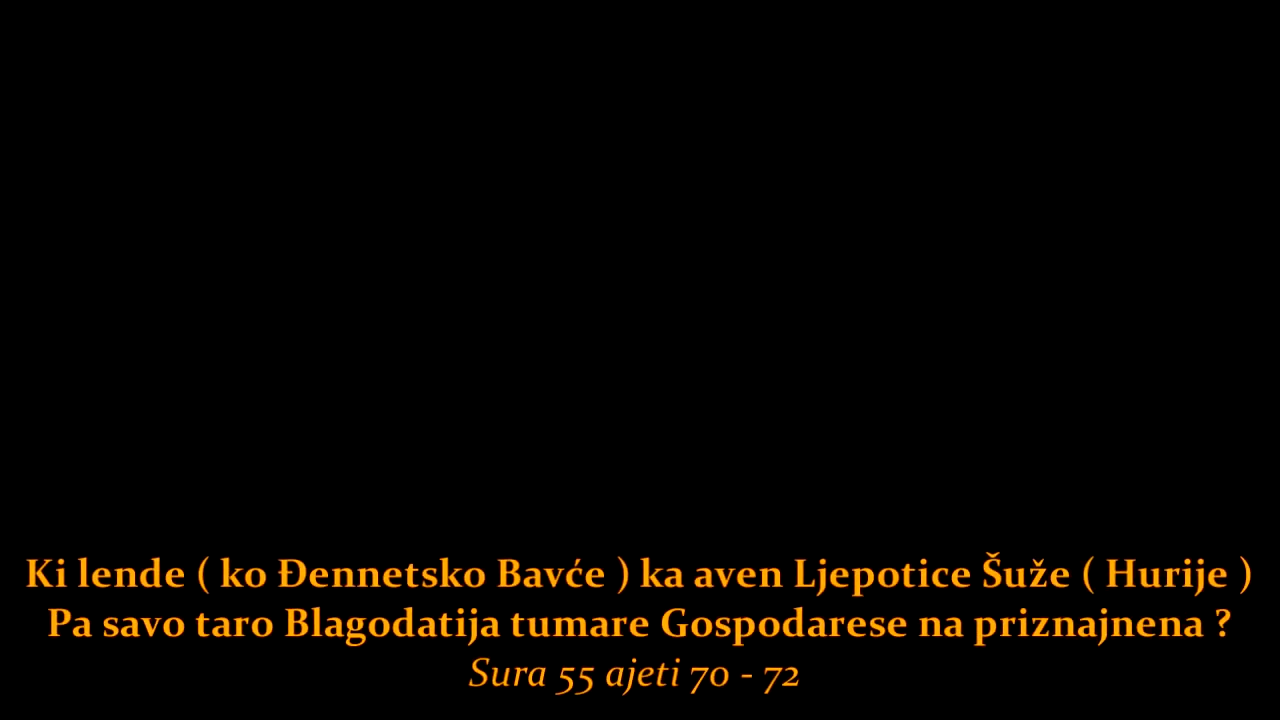 Ki lende ( ko Đennetsko Bavće ) ka aven Ljepotice Šuže ( Hurije )
Pa savo taro Blagodatija tumare Gospodarese na priznajnena ?
Sura 55 ajeti 70 - 72